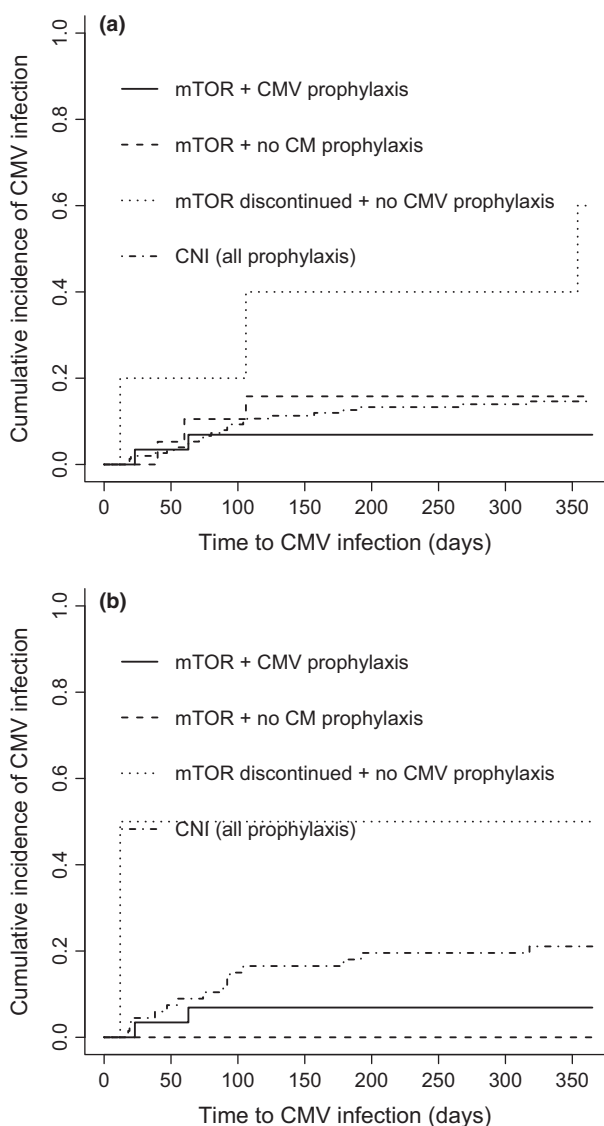 (a)
1.0
0.8
0.6
0.4
0.2
0.0
Cumulative incidence of CMV infection
mTOR + CMV prophylaxis
mTOR + no CM prophylaxis
mTOR discontinued + no CMV prophylaxis
CNI (all prophylaxis)
0 50 100 150 200 250 300 350
Time to CMV infection (days)
(b)
1.0
0.8
0.6
0.4
0.2
0.0
Cumulative incidence of CMV infection
mTOR + CMV prophylaxis
mTOR + no CM prophylaxis
mTOR discontinued + no CMV prophylaxis
CNI (all prophylaxis)
0 50 100 150 200 250 300 350
Time to CMV infection (days)